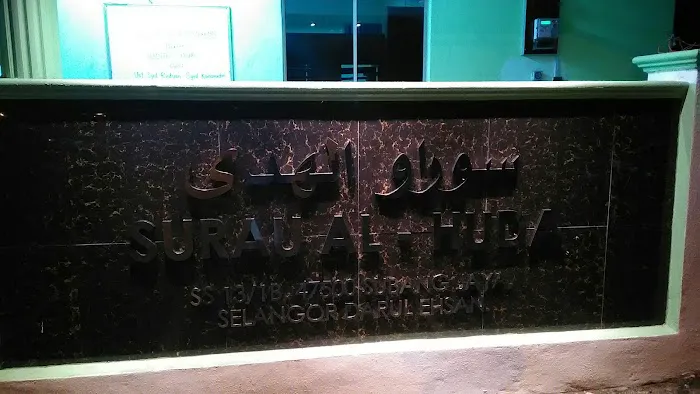 سوراو الهدى
SURAU AL-HUDA
SS 13/1B, 47500 SUBANG JAYA
SELANGOR DARUL EHSAN